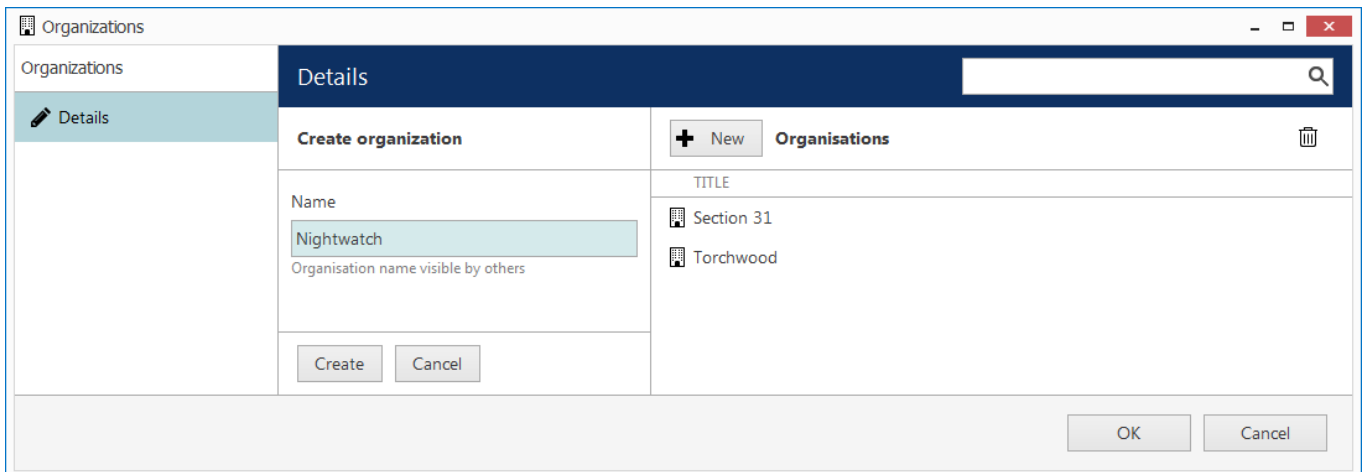 Organizations
Organizations
Details
Details
Create organization
New
Organisations
Name
Nightwatch
Organisation name visible by others
Create
Cancel
TITLE
Section 31
Torchwood
OK
Cancel